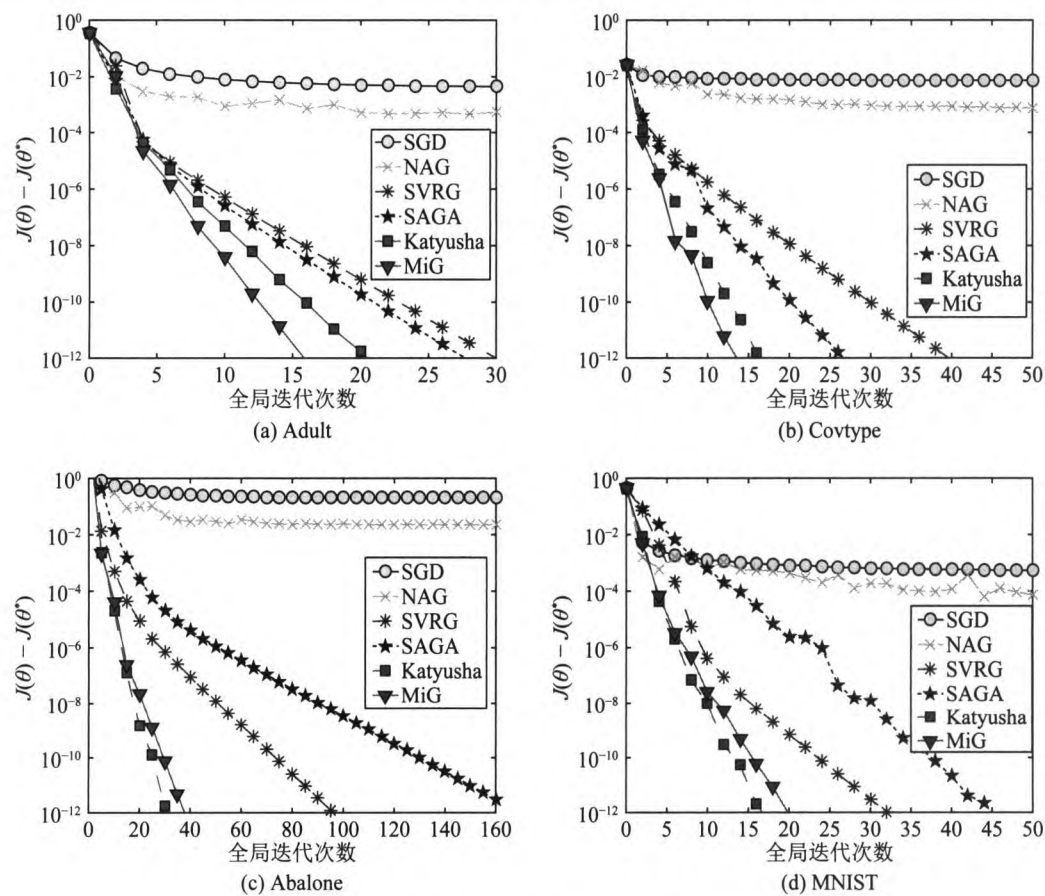 J(θ) − J(θ*)
10^0
10^-2
10^-4
10^-6
10^-8
10^-10
10^-12
0 5 10 15 20 25 30
全局迭代次数
SGD
NAG
SVRG
SAGA
Katyusha
MiG
(a) Adult
J(θ) − J(θ*)
10^0
10^-2
10^-4
10^-6
10^-8
10^-10
10^-12
0 5 10 15 20 25 30 35 40 45 50
全局迭代次数
SGD
NAG
SVRG
SAGA
Katyusha
MiG
(b) Covtype
J(θ) − J(θ*)
10^0
10^-2
10^-4
10^-6
10^-8
10^-10
10^-12
0 20 40 60 80 100 120 140 160
全局迭代次数
SGD
NAG
SVRG
SAGA
Katyusha
MiG
(c) Abalone
J(θ) − J(θ*)
10^0
10^-2
10^-4
10^-6
10^-8
10^-10
10^-12
0 5 10 15 20 25 30 35 40 45 50
全局迭代次数
SGD
NAG
SVRG
SAGA
Katyusha
MiG
(d) MNIST